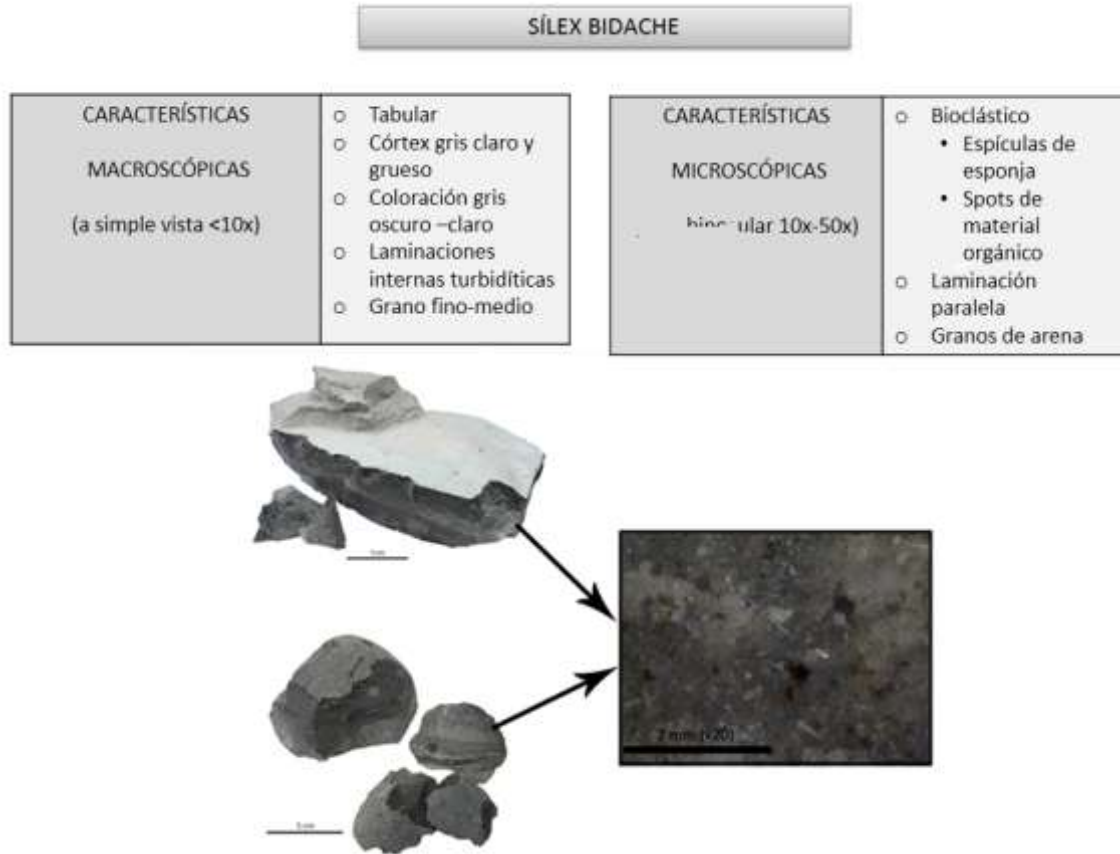 SÍLEX BIDACHE
CARACTERÍSTICAS
MACROSCÓPICAS
(a simple vista <10x)
o Tabular
o Córtex gris claro y
grueso
o Coloración gris
oscuro –claro
o Laminaciones
internas turbidíticas
o Grano fino-medio
CARACTERÍSTICAS
MICROSCÓPICAS
ular 10x-50x)
o Bioclástico
• Espículas de
esponja
• Spots de
material
orgánico
o Laminación
paralela
o Granos de arena
2 mm (x20)